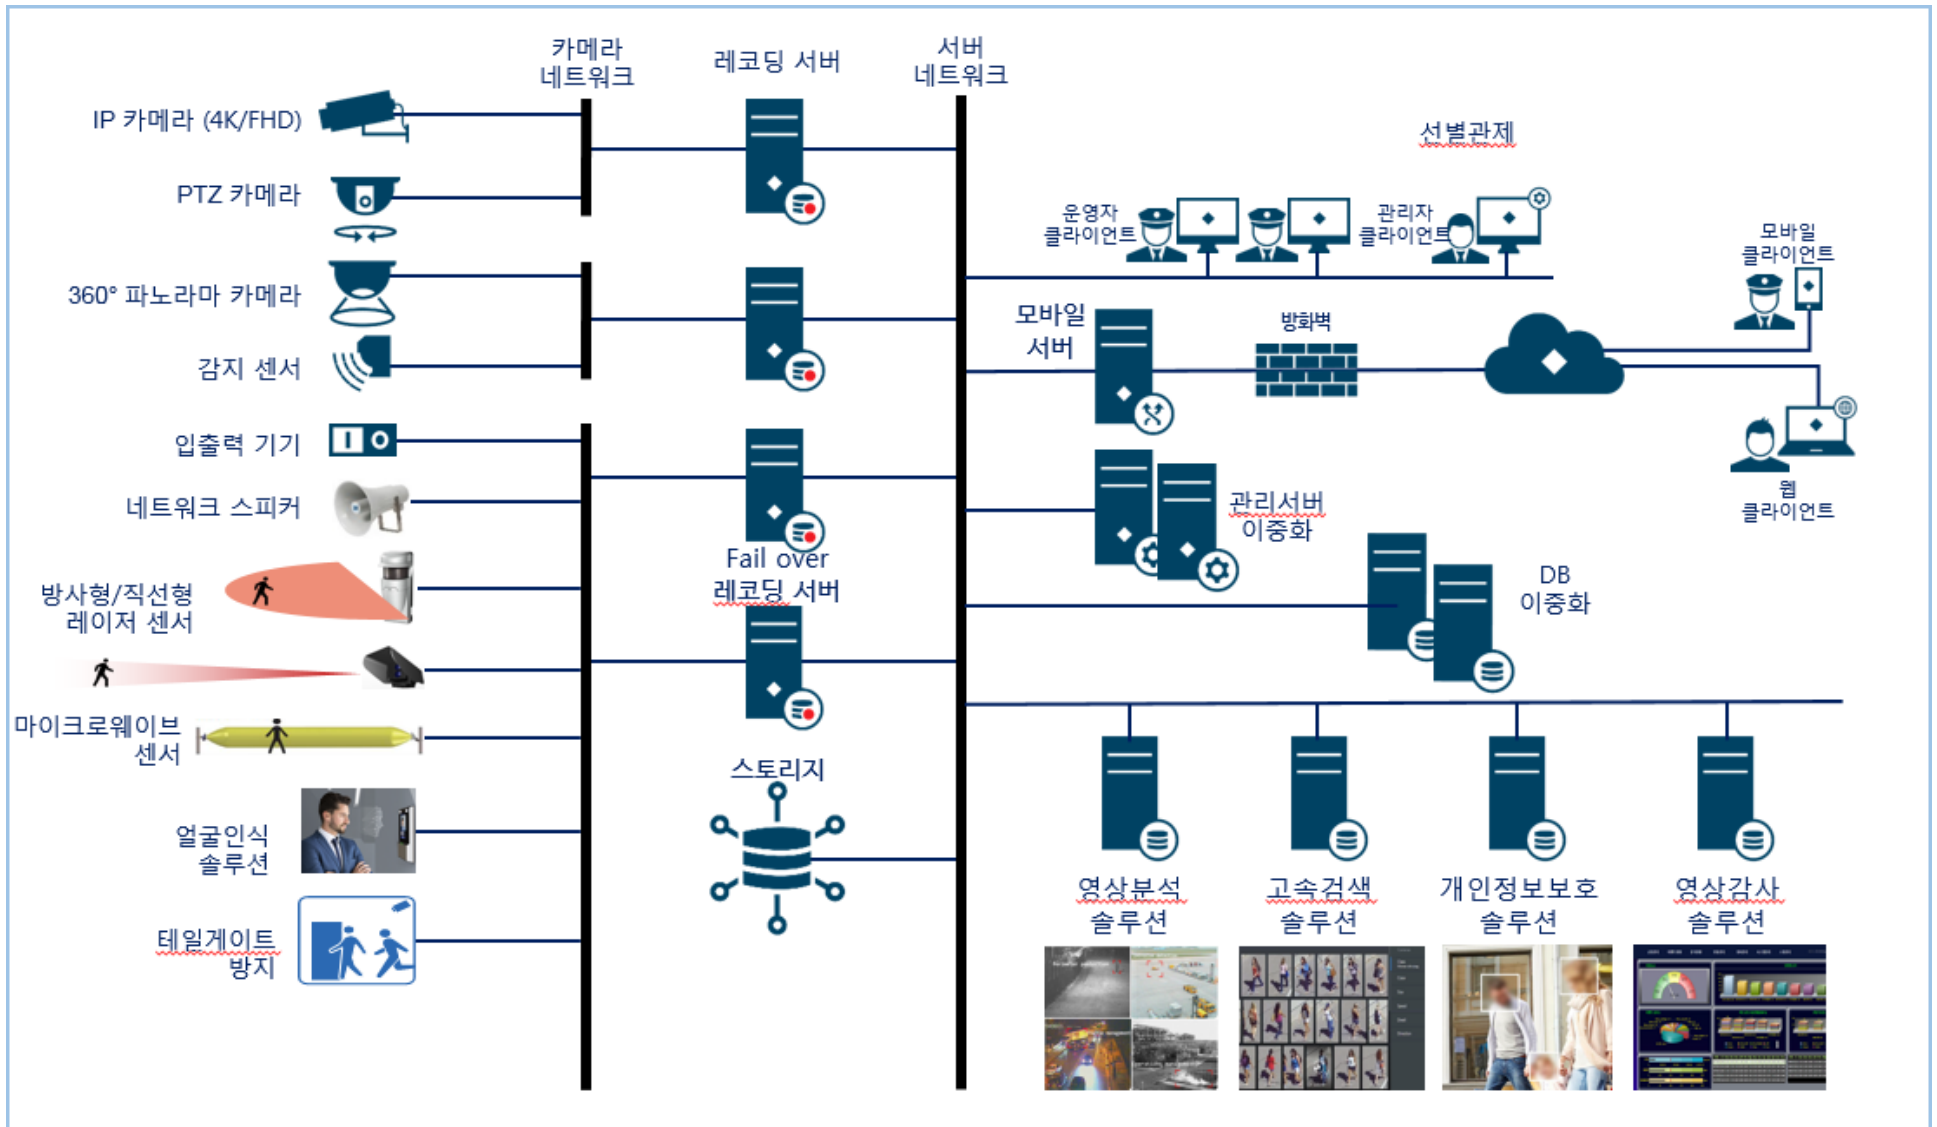 카메라
네트워크
레코딩 서버
서버
네트워크
IP 카메라 (4K/FHD)
PTZ 카메라
360° 파노라마 카메라
감지 센서
입출력 기기
네트워크 스피커
방사형/직선형
레이저 센서
마이크로웨이브
센서
얼굴인식
솔루션
테일게이트
방지
Fail over
레코딩 서버
스토리지
선별관제
운영자
클라이언트
관리자
클라이언트
모바일
클라이언트
모바일
서버
방화벽
웹
클라이언트
관리서버
이중화
DB
이중화
영상분석
솔루션
고속검색
솔루션
개인정보보호
솔루션
영상감사
솔루션